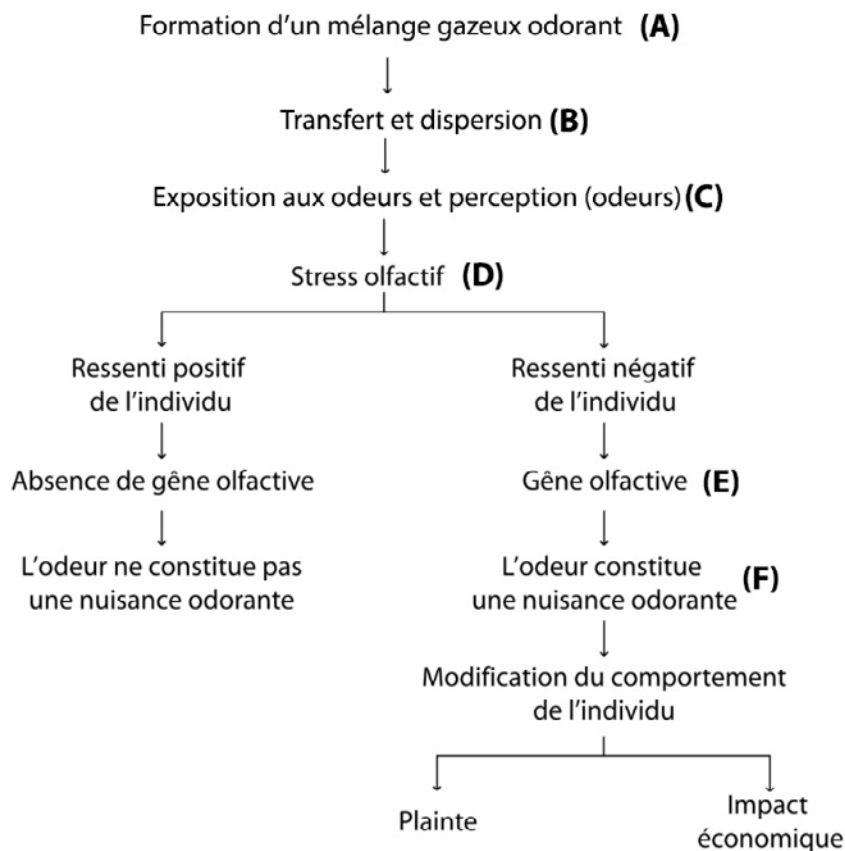 Formation d'un mélange gazeux odorant (A)
Transfert et dispersion (B)
Exposition aux odeurs et perception (odeurs) (C)
Stress olfactif (D)
Ressenti positif
de l'individu
Ressenti négatif
de l'individu
Absence de gêne olfactive
Gêne olfactive (E)
L'odeur ne constitue pas
une nuisance odorante
L'odeur constitue
une nuisance odorante (F)
Modification du comportement
de l'individu
Plainte
Impact
économique